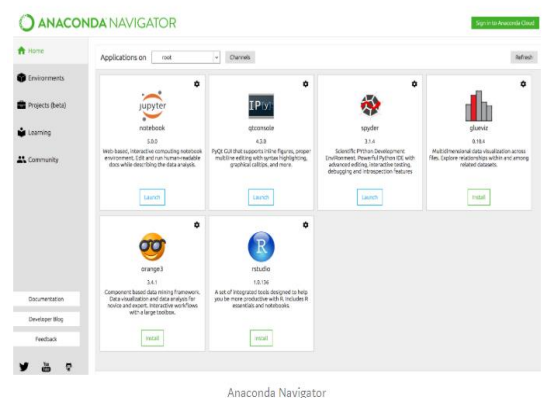 ANACONDA NAVIGATOR
Sign in to Anaconda Cloud
Home
Environments
Projects (beta)
Learning
Community
Documentation
Developer Blog
Feedback
You
Tube
Applications on
root
Channels
Refresh
jupyter
notebook
5.0.0
Web-based, interactive computing notebook
environment. Edit and run human-readable
docs while describing the data analysis.
Launch
IP[y]:
qtconsole
4.3.0
PyQt GUI that supports inline figures, proper
multiline editing with syntax highlighting,
graphical calltips, and more.
Launch
spyder
3.1.4
Scientific PYthon Development
EnviRonment. Powerful Python IDE with
advanced editing, interactive testing,
debugging and introspection features
Launch
glueviz
0.10.4
Multidimensional data visualization across
files. Explore relationships within and among
related datasets.
Install
orange3
3.4.1
Component based data mining framework.
Data visualization and data analysis for
novice and expert. Interactive workflows
with a large toolbox.
Install
R
rstudio
1.0.136
A set of integrated tools designed to help
you be more productive with R. Includes R
essentials and notebooks.
Install
Anaconda Navigator